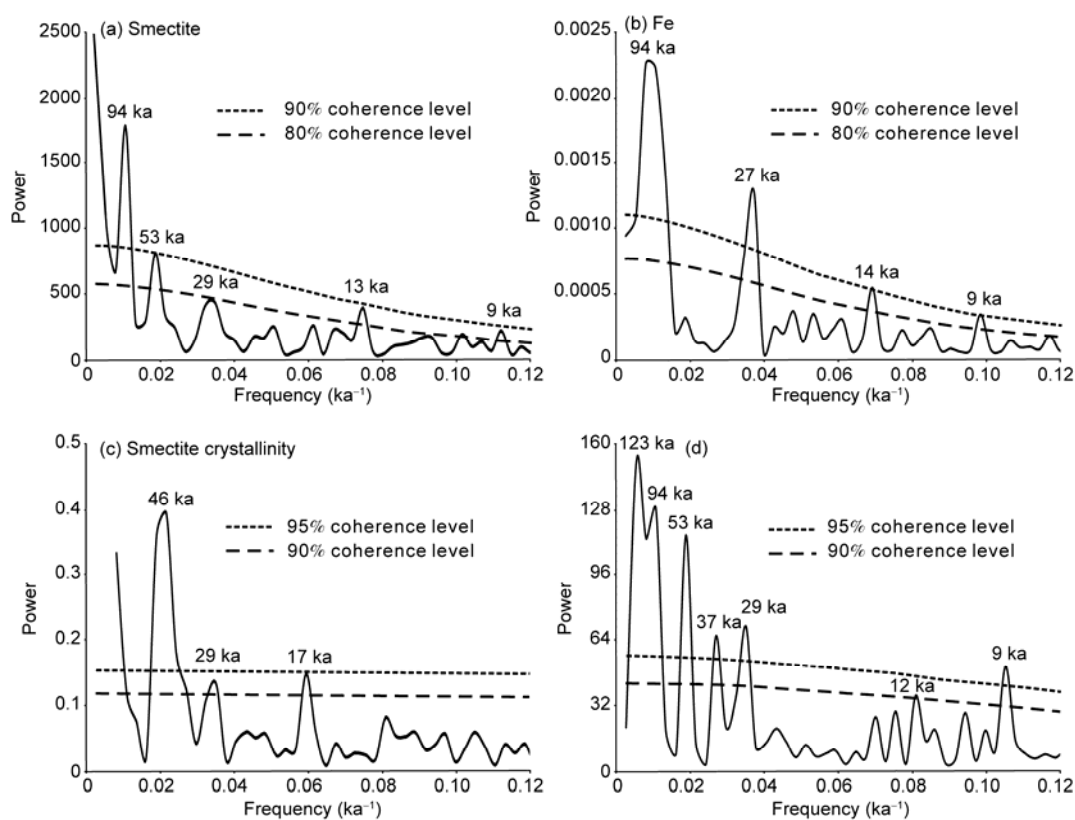 (a) Smectite
2500
2000
1500
1000
500
0
Power
94 ka
53 ka
29 ka
13 ka
9 ka
90% coherence level
80% coherence level
0 0.02 0.04 0.06 0.08 0.10 0.12
Frequency (ka⁻¹)
(b) Fe
0.0025
0.0020
0.0015
0.0010
0.0005
0
Power
94 ka
27 ka
14 ka
9 ka
90% coherence level
80% coherence level
0 0.02 0.04 0.06 0.08 0.10 0.12
Frequency (ka⁻¹)
(c) Smectite crystallinity
0.5
0.4
0.3
0.2
0.1
0
Power
46 ka
29 ka
17 ka
95% coherence level
90% coherence level
0 0.02 0.04 0.06 0.08 0.10 0.12
Frequency (ka⁻¹)
(d)
160
128
96
64
32
0
Power
123 ka
94 ka
53 ka
37 ka
29 ka
12 ka
9 ka
95% coherence level
90% coherence level
0 0.02 0.04 0.06 0.08 0.10 0.12
Frequency (ka⁻¹)